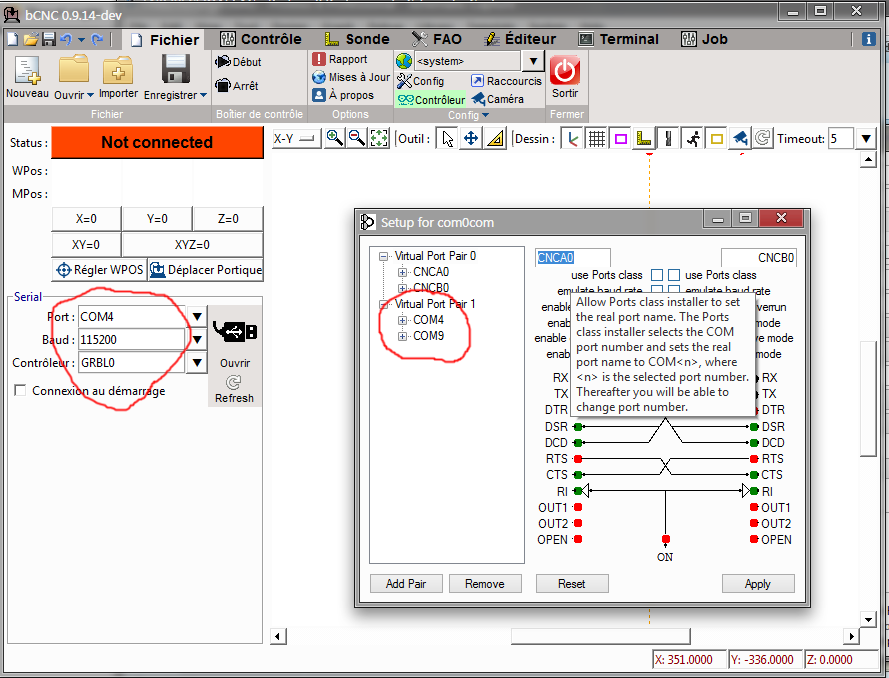 bCNC 0.9.14-dev
Fichier Contrôle Sonde FAO Éditeur Terminal Job
Nouveau Ouvrir Importer Enregistrer
Fichier
Début
Arrêt
Boîtier de contrôle
Rapport
Mises à Jour
À propos
Options
<system>
Config Raccourcis
Contrôleur Caméra
Config
Sortir
Fermer
Status : Not connected
WPos :
MPos :
X=0 Y=0 Z=0
XY=0 XYZ=0
Régler WPOS Déplacer Portique
Serial
Port : COM4
Baud : 115200
Contrôleur : GRBL0
Connexion au démarrage
Ouvrir
Refresh
X-Y Outil : Dessin : Timeout: 5
Setup for com0com
Virtual Port Pair 0
CNCA0
CNCB0
Virtual Port Pair 1
COM4
COM9
CNCA0 CNCB0
use Ports class use Ports class
emulate baud rate emulate baud rate
enable verrun
enab mode
enable e mode
enab mode
Allow Ports class installer to set
the real port name. The Ports
class installer selects the COM
port number and sets the real
port name to COM<n>, where
<n> is the selected port number.
Thereafter you will be able to
change port number.
RX RX
TX TX
DTR DTR
DSR DSR
DCD DCD
RTS RTS
CTS CTS
RI RI
OUT1 OUT1
OUT2 OUT2
OPEN OPEN
ON
Add Pair Remove Reset Apply
X: 351.0000 Y: -336.0000 Z: 0.0000